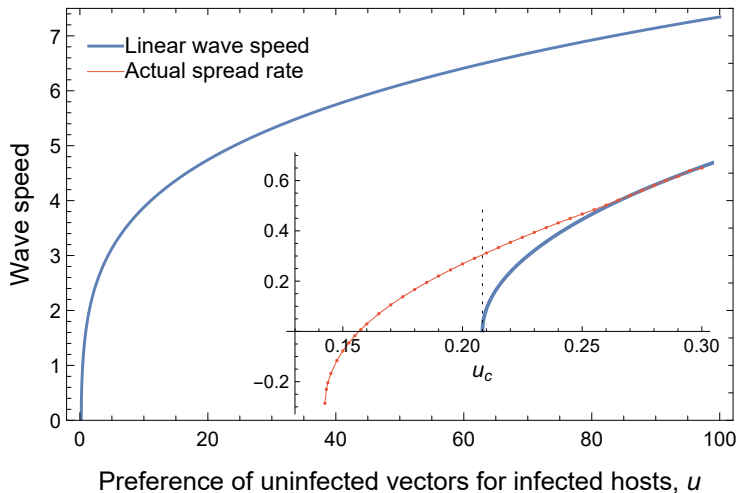 7
6
5
4
3
2
1
0
Wave speed
Linear wave speed
Actual spread rate
0.6
0.4
0.2
−0.2
0.15 0.20 0.25 0.30
u_c
0 20 40 60 80 100
Preference of uninfected vectors for infected hosts, u